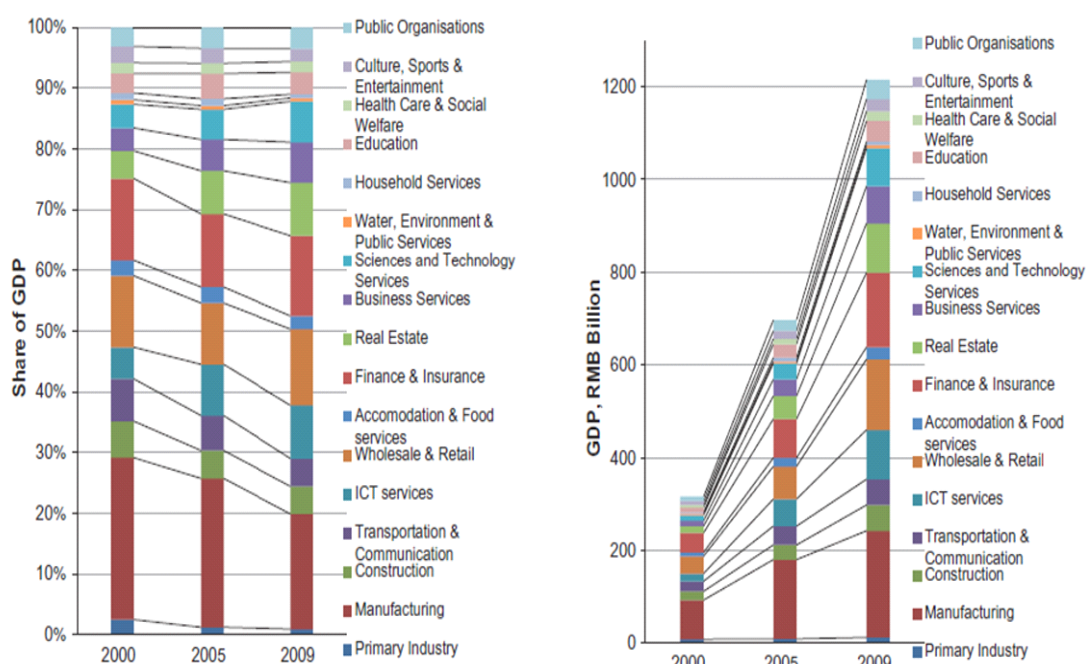 100%
90%
80%
70%
60%
50%
40%
30%
20%
10%
0%
Share of GDP
2000
2005
2009
Public Organisations
Culture, Sports &
Entertainment
Health Care & Social
Welfare
Education
Household Services
Water, Environment &
Public Services
Sciences and Technology
Services
Business Services
Real Estate
Finance & Insurance
Accomodation & Food
services
Wholesale & Retail
ICT services
Transportation &
Communication
Construction
Manufacturing
Primary Industry
1200
1000
800
600
400
200
0
GDP, RMB Billion
2000
2005
2009
Public Organisations
Culture, Sports &
Entertainment
Health Care & Social
Welfare
Education
Household Services
Water, Environment &
Public Services
Sciences and Technology
Services
Business Services
Real Estate
Finance & Insurance
Accomodation & Food
services
Wholesale & Retail
ICT services
Transportation &
Communication
Construction
Manufacturing
Primary Industry